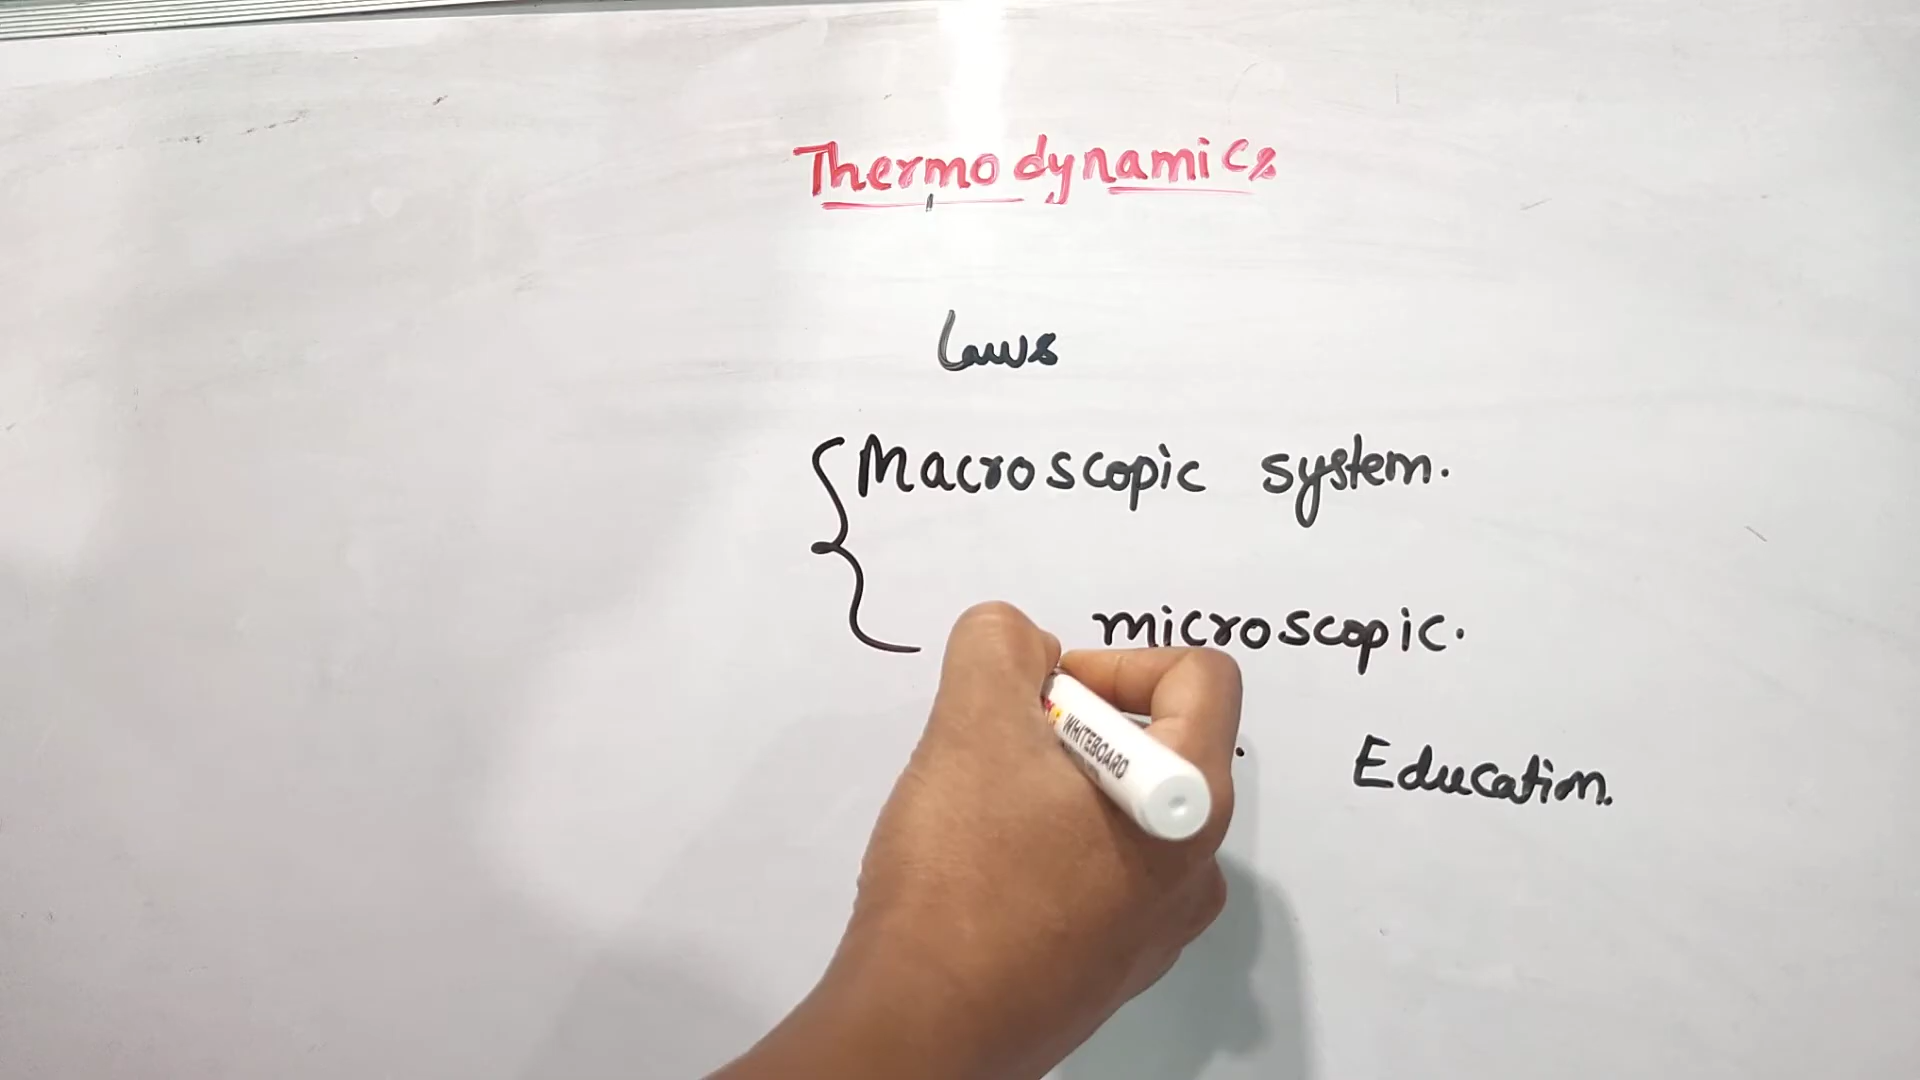 Thermodynamics
Laws
Macroscopic system.
microscopic.
WHITEBOARD
Education.